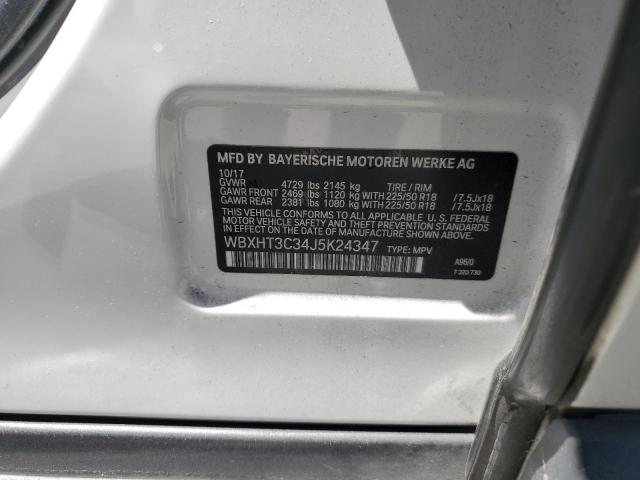 MFD BY BAYERISCHE MOTOREN WERKE AG
10/17
GVWR 4729 lbs 2145 kg TIRE / RIM
GAWR FRONT 2469 lbs 1120 kg WITH 225/50 R18 /7.5Jx18
GAWR REAR 2381 lbs 1080 kg WITH 225/50 R18 /7.5Jx18
THIS VEHICLE CONFORMS TO ALL APPLICABLE U. S. FEDERAL
MOTOR VEHICLE SAFETY AND THEFT PREVENTION STANDARDS
IN EFFECT ON THE DATE OF MANUFACTURE SHOWN ABOVE.
WBXHT3C34J5K24347 TYPE: MPV
A96/0
7 320 730